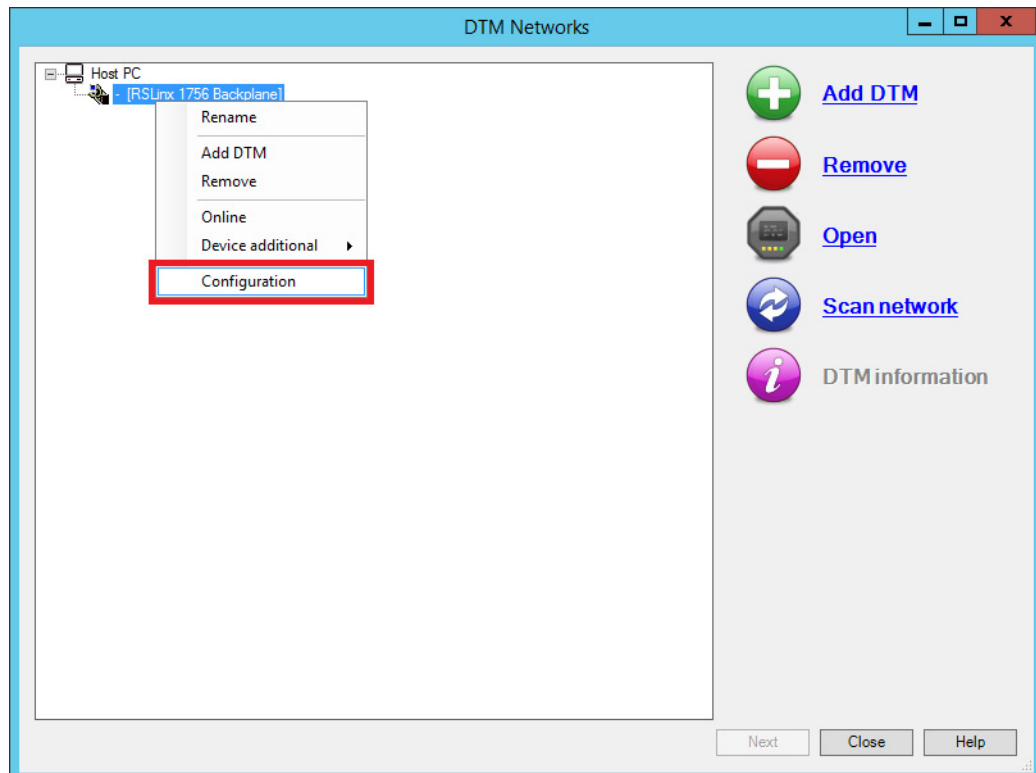 DTM Networks
Host PC
- [RSLinx 1756 Backplane]
Rename
Add DTM
Remove
Online
Device additional
Configuration
Add DTM
Remove
Open
Scan network
DTM information
Next
Close
Help